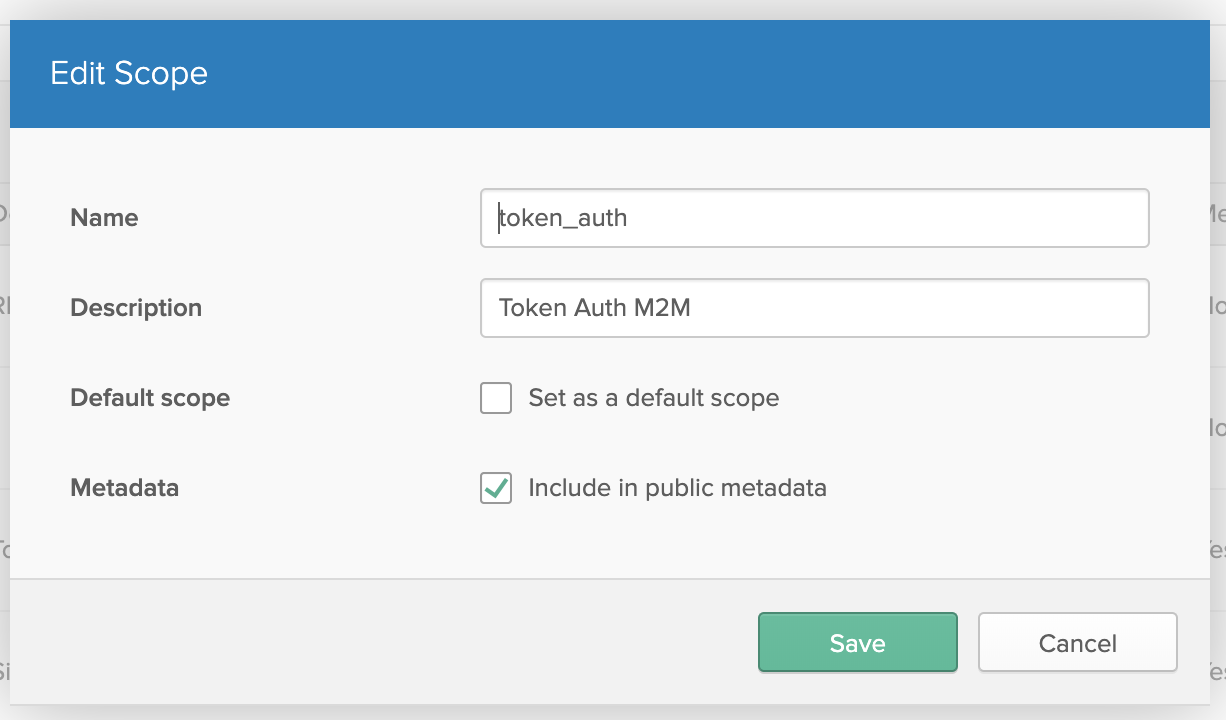 Edit Scope
Name
token_auth
Description
Token Auth M2M
Default scope
Set as a default scope
Metadata
Include in public metadata
Save
Cancel